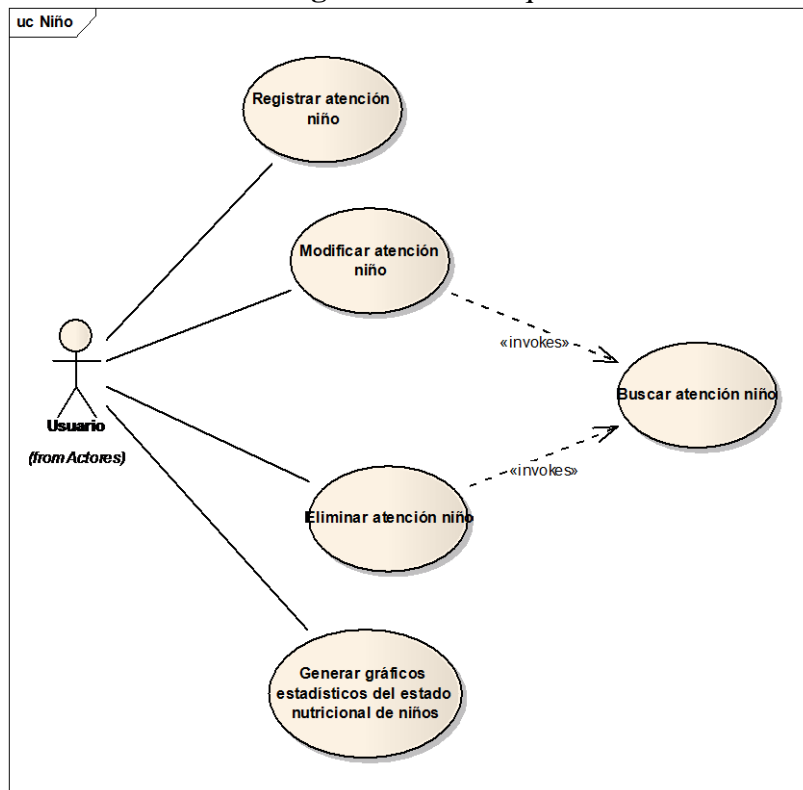 uc Niño
Registrar atención
niño
Modificar atención
niño
«invokes»
Buscar atención niño
Usuario
(from Actores)
«invokes»
Eliminar atención niño
Generar gráficos
estadísticos del estado
nutricional de niños